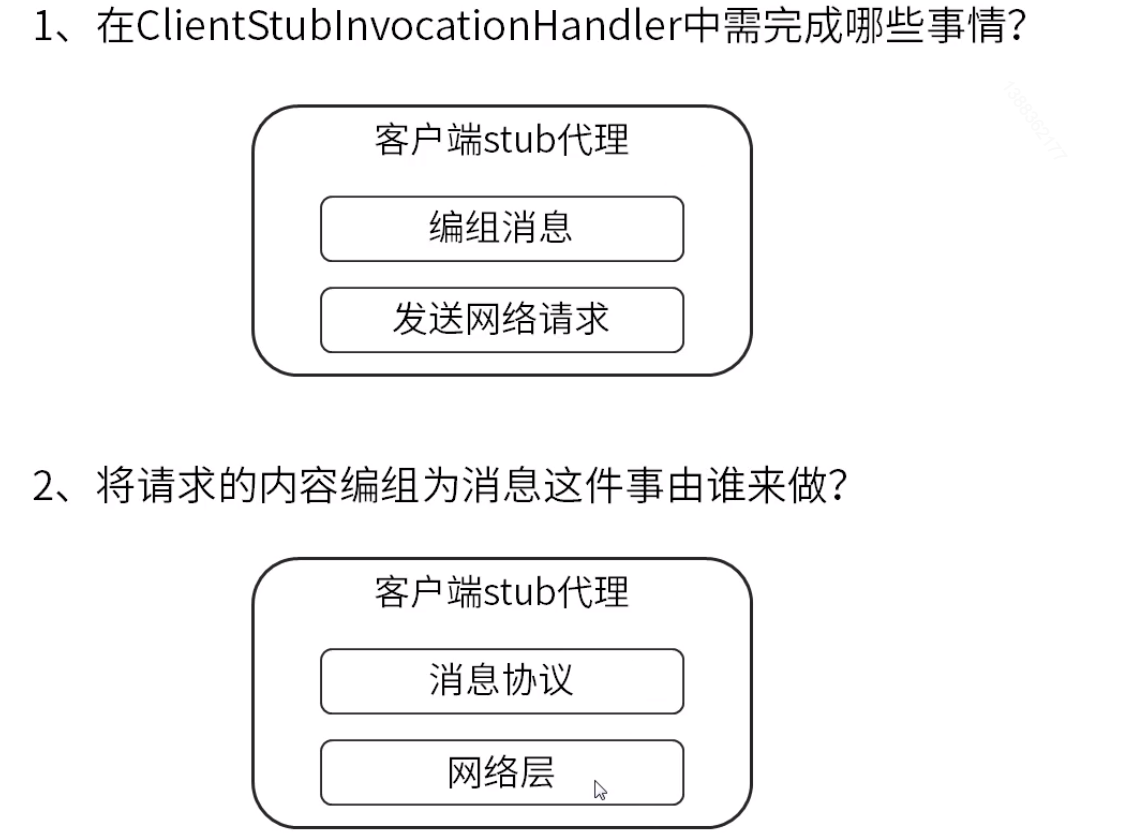 1、在ClientStubInvocationHandler中需完成哪些事情？
客户端stub代理
编组消息
发送网络请求
2、将请求的内容编组为消息这件事由谁来做？
客户端stub代理
消息协议
网络层